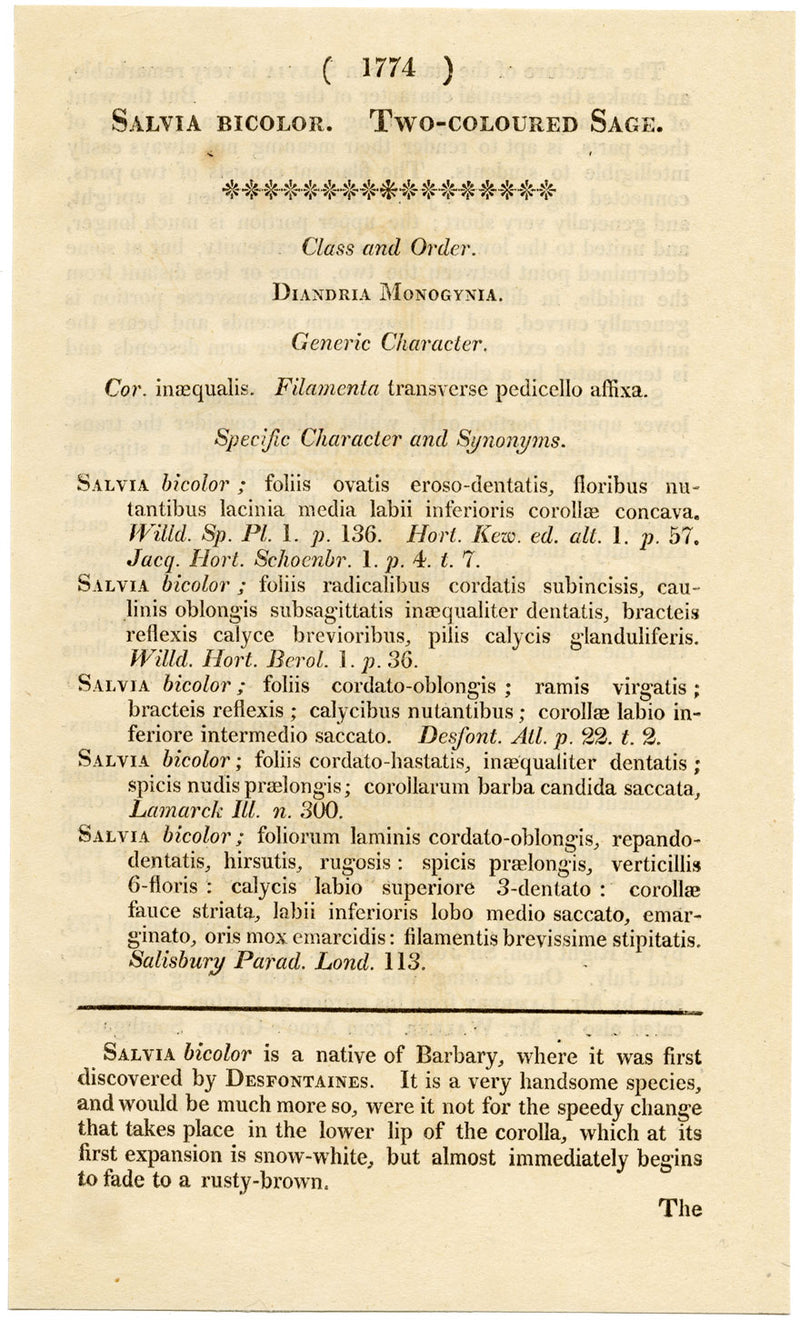 ( 1774 )
SALVIA BICOLOR. TWO-COLOURED SAGE.
Class and Order.
DIANDRIA MONOGYNIA.
Generic Character.
Cor. inæqualis. Filamenta transverse pedicello affixa.
Specific Character and Synonyms.
SALVIA bicolor ; foliis ovatis eroso-dentatis, floribus nu-
tantibus lacinia media labii inferioris corollæ concava.
Willd. Sp. Pl. 1. p. 136. Hort. Kew. ed. alt. 1. p. 57.
Jacq. Hort. Schoenbr. 1. p. 4. t. 7.
SALVIA bicolor ; foliis radicalibus cordatis subincisis, cau-
linis oblongis subsagittatis inæqualiter dentatis, bracteis
reflexis calyce brevioribus, pilis calycis glanduliferis.
Willd. Hort. Berol. 1. p. 36.
SALVIA bicolor ; foliis cordato-oblongis ; ramis virgatis ;
bracteis reflexis ; calycibus nutantibus ; corollæ labio in-
feriore intermedio saccato. Desfont. Atl. p. 22. t. 2.
SALVIA bicolor ; foliis cordato-hastatis, inæqualiter dentatis ;
spicis nudis prælongis ; corollarum barba candida saccata,
Lamarck Ill. n. 300.
SALVIA bicolor ; foliorum laminis cordato-oblongis, repando-
dentatis, hirsutis, rugosis : spicis prælongis, verticillis
6-floris : calycis labio superiore 3-dentato : corollæ
fauce striata, labii inferioris lobo medio saccato, emar-
ginato, oris mox emarcidis : filamentis brevissime stipitatis.
Salisbury Parad. Lond. 113.
SALVIA bicolor is a native of Barbary, where it was first
discovered by DESFONTAINES. It is a very handsome species,
and would be much more so, were it not for the speedy change
that takes place in the lower lip of the corolla, which at its
first expansion is snow-white, but almost immediately begins
to fade to a rusty-brown.
The